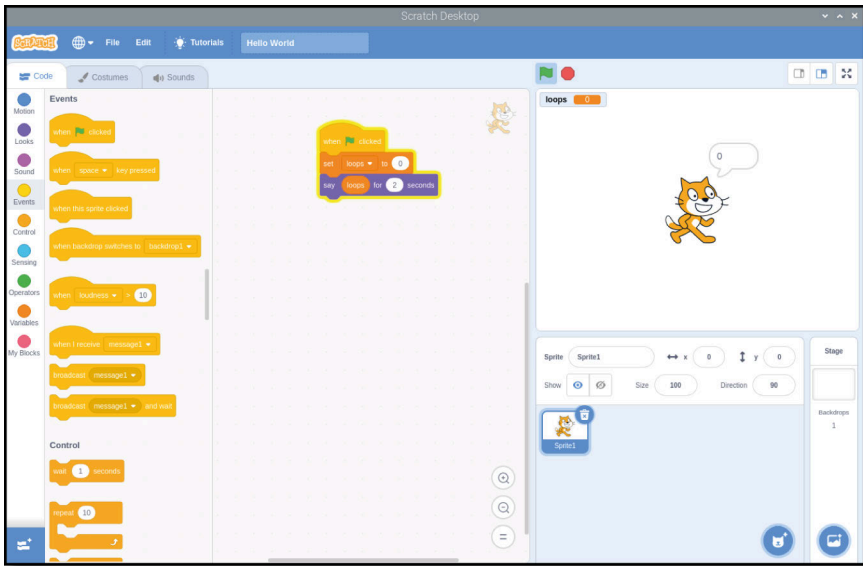 Scratch Desktop
SCRATCH
File Edit Tutorials Hello World
Code Costumes Sounds
Motion
Looks
Sound
Events
Control
Sensing
Operators
Variables
My Blocks
Events
when clicked
when space key pressed
when this sprite clicked
when backdrop switches to backdrop1
when loudness > 10
when I receive message1
broadcast message1
broadcast message1 and wait
Control
wait 1 seconds
repeat 10
when clicked
set loops to 0
say loops for 2 seconds
loops 0
0
Sprite Sprite1 x 0 y 0
Show Size 100 Direction 90
Sprite1
Stage
Backdrops
1